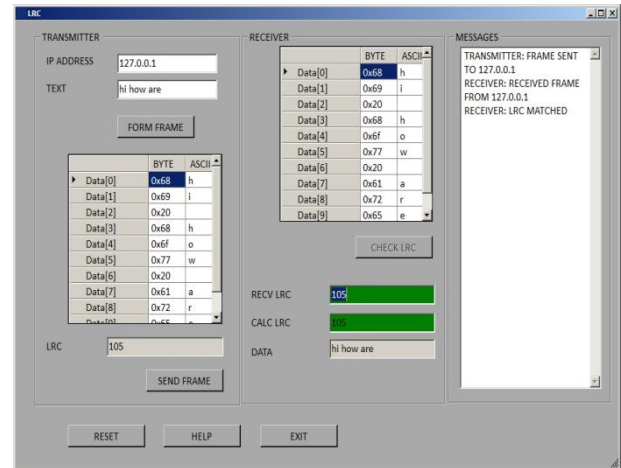 LRC
TRANSMITTER
IP ADDRESS 127.0.0.1
TEXT hi how are
FORM FRAME
BYTE ASCII
Data[0] 0x68 h
Data[1] 0x69 i
Data[2] 0x20
Data[3] 0x68 h
Data[4] 0x6f o
Data[5] 0x77 w
Data[6] 0x20
Data[7] 0x61 a
Data[8] 0x72 r
Data[9] 0x65 e
LRC 105
SEND FRAME
RECEIVER
BYTE ASCII
Data[0] 0x68 h
Data[1] 0x69 i
Data[2] 0x20
Data[3] 0x68 h
Data[4] 0x6f o
Data[5] 0x77 w
Data[6] 0x20
Data[7] 0x61 a
Data[8] 0x72 r
Data[9] 0x65 e
CHECK LRC
RECV LRC 105
CALC LRC 105
DATA hi how are
MESSAGES
TRANSMITTER: FRAME SENT
TO 127.0.0.1
RECEIVER: RECEIVED FRAME
FROM 127.0.0.1
RECEIVER: LRC MATCHED
RESET HELP EXIT